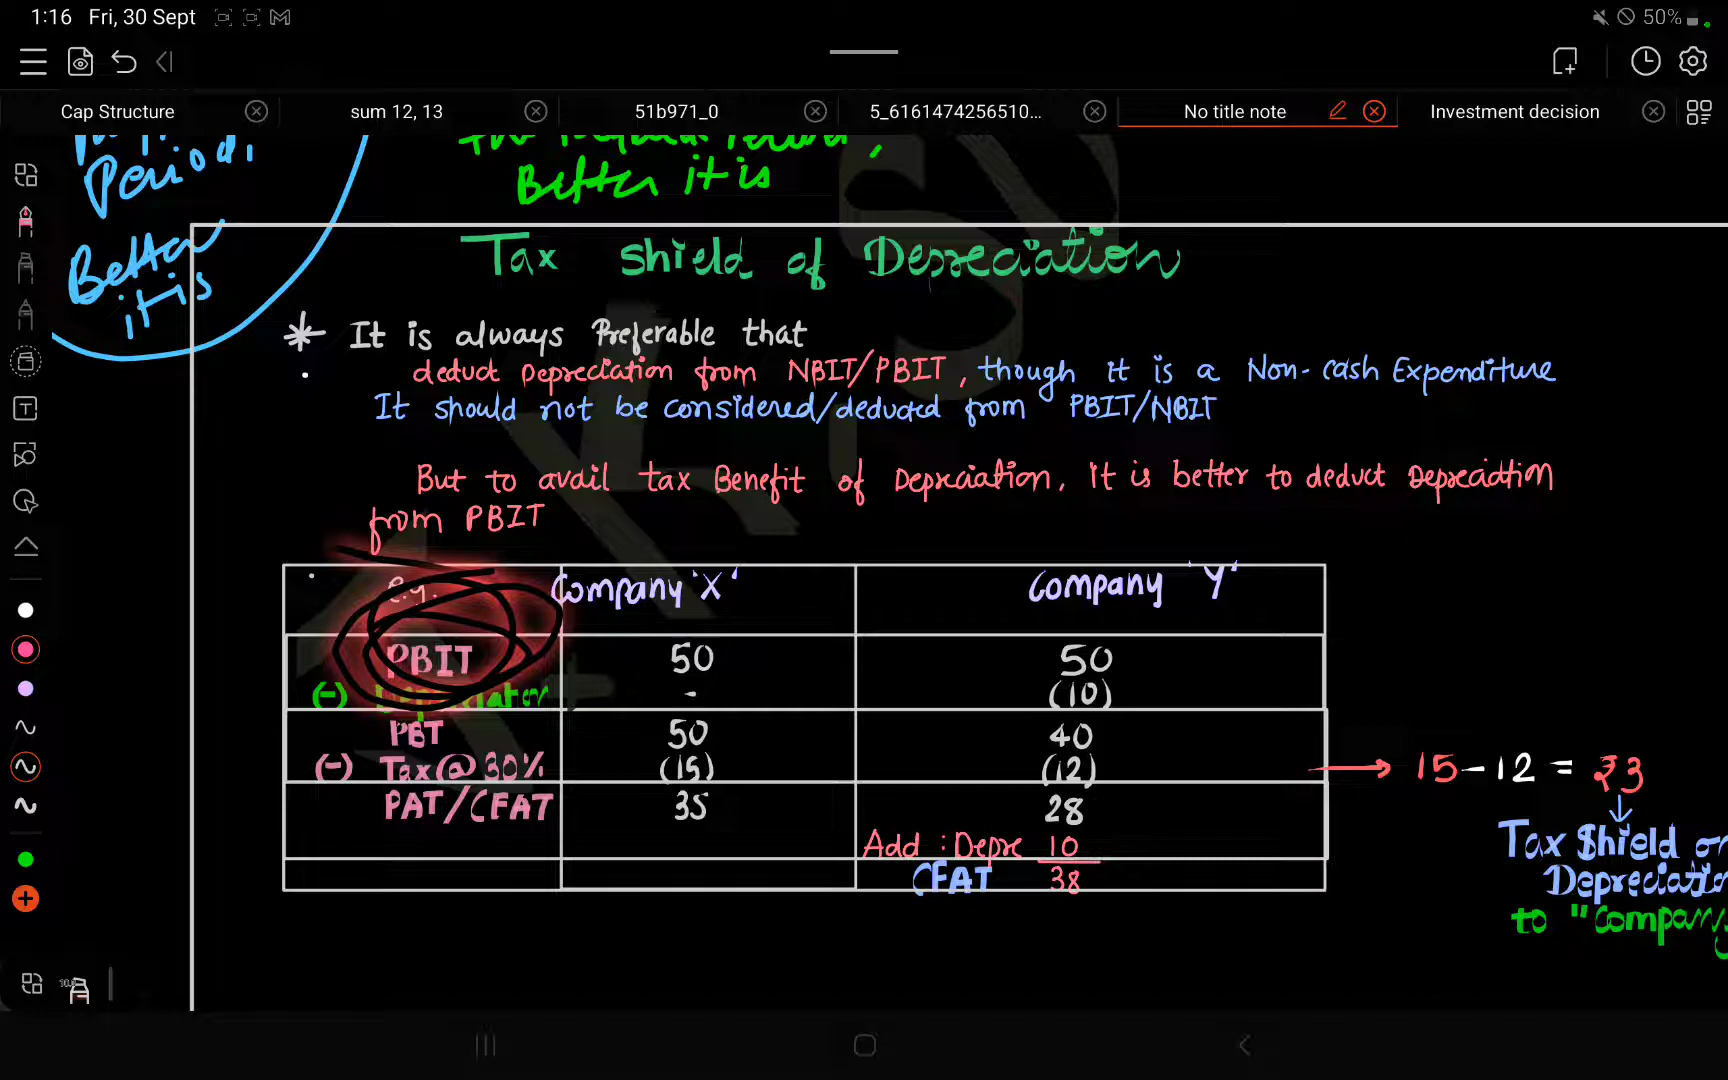 1:16 Fri, 30 Sept
50%
Cap Structure
sum 12, 13
51b971_0
5_6161474256510...
No title note
Investment decision
Period,
Better it is
Better
it is
Tax Shield of Depreciation
* It is always Preferable that
deduct Depreciation from NBIT/PBIT, though It is a Non-cash Expenditure
It should not be considered/deducted from PBIT/NBIT
But to avail tax Benefit of Depreciation, It is better to deduct Depreciation
from PBIT
e.g. Company 'X' Company 'Y'
PBIT 50 50
(-) - (10)
PBT 50 40
(-) Tax@30% (15) (12) → 15-12 = ₹3
PAT/CFAT 35 28
Tax Shield on
Add : Depre 10
CFAT 38
Depreciation
to "Company